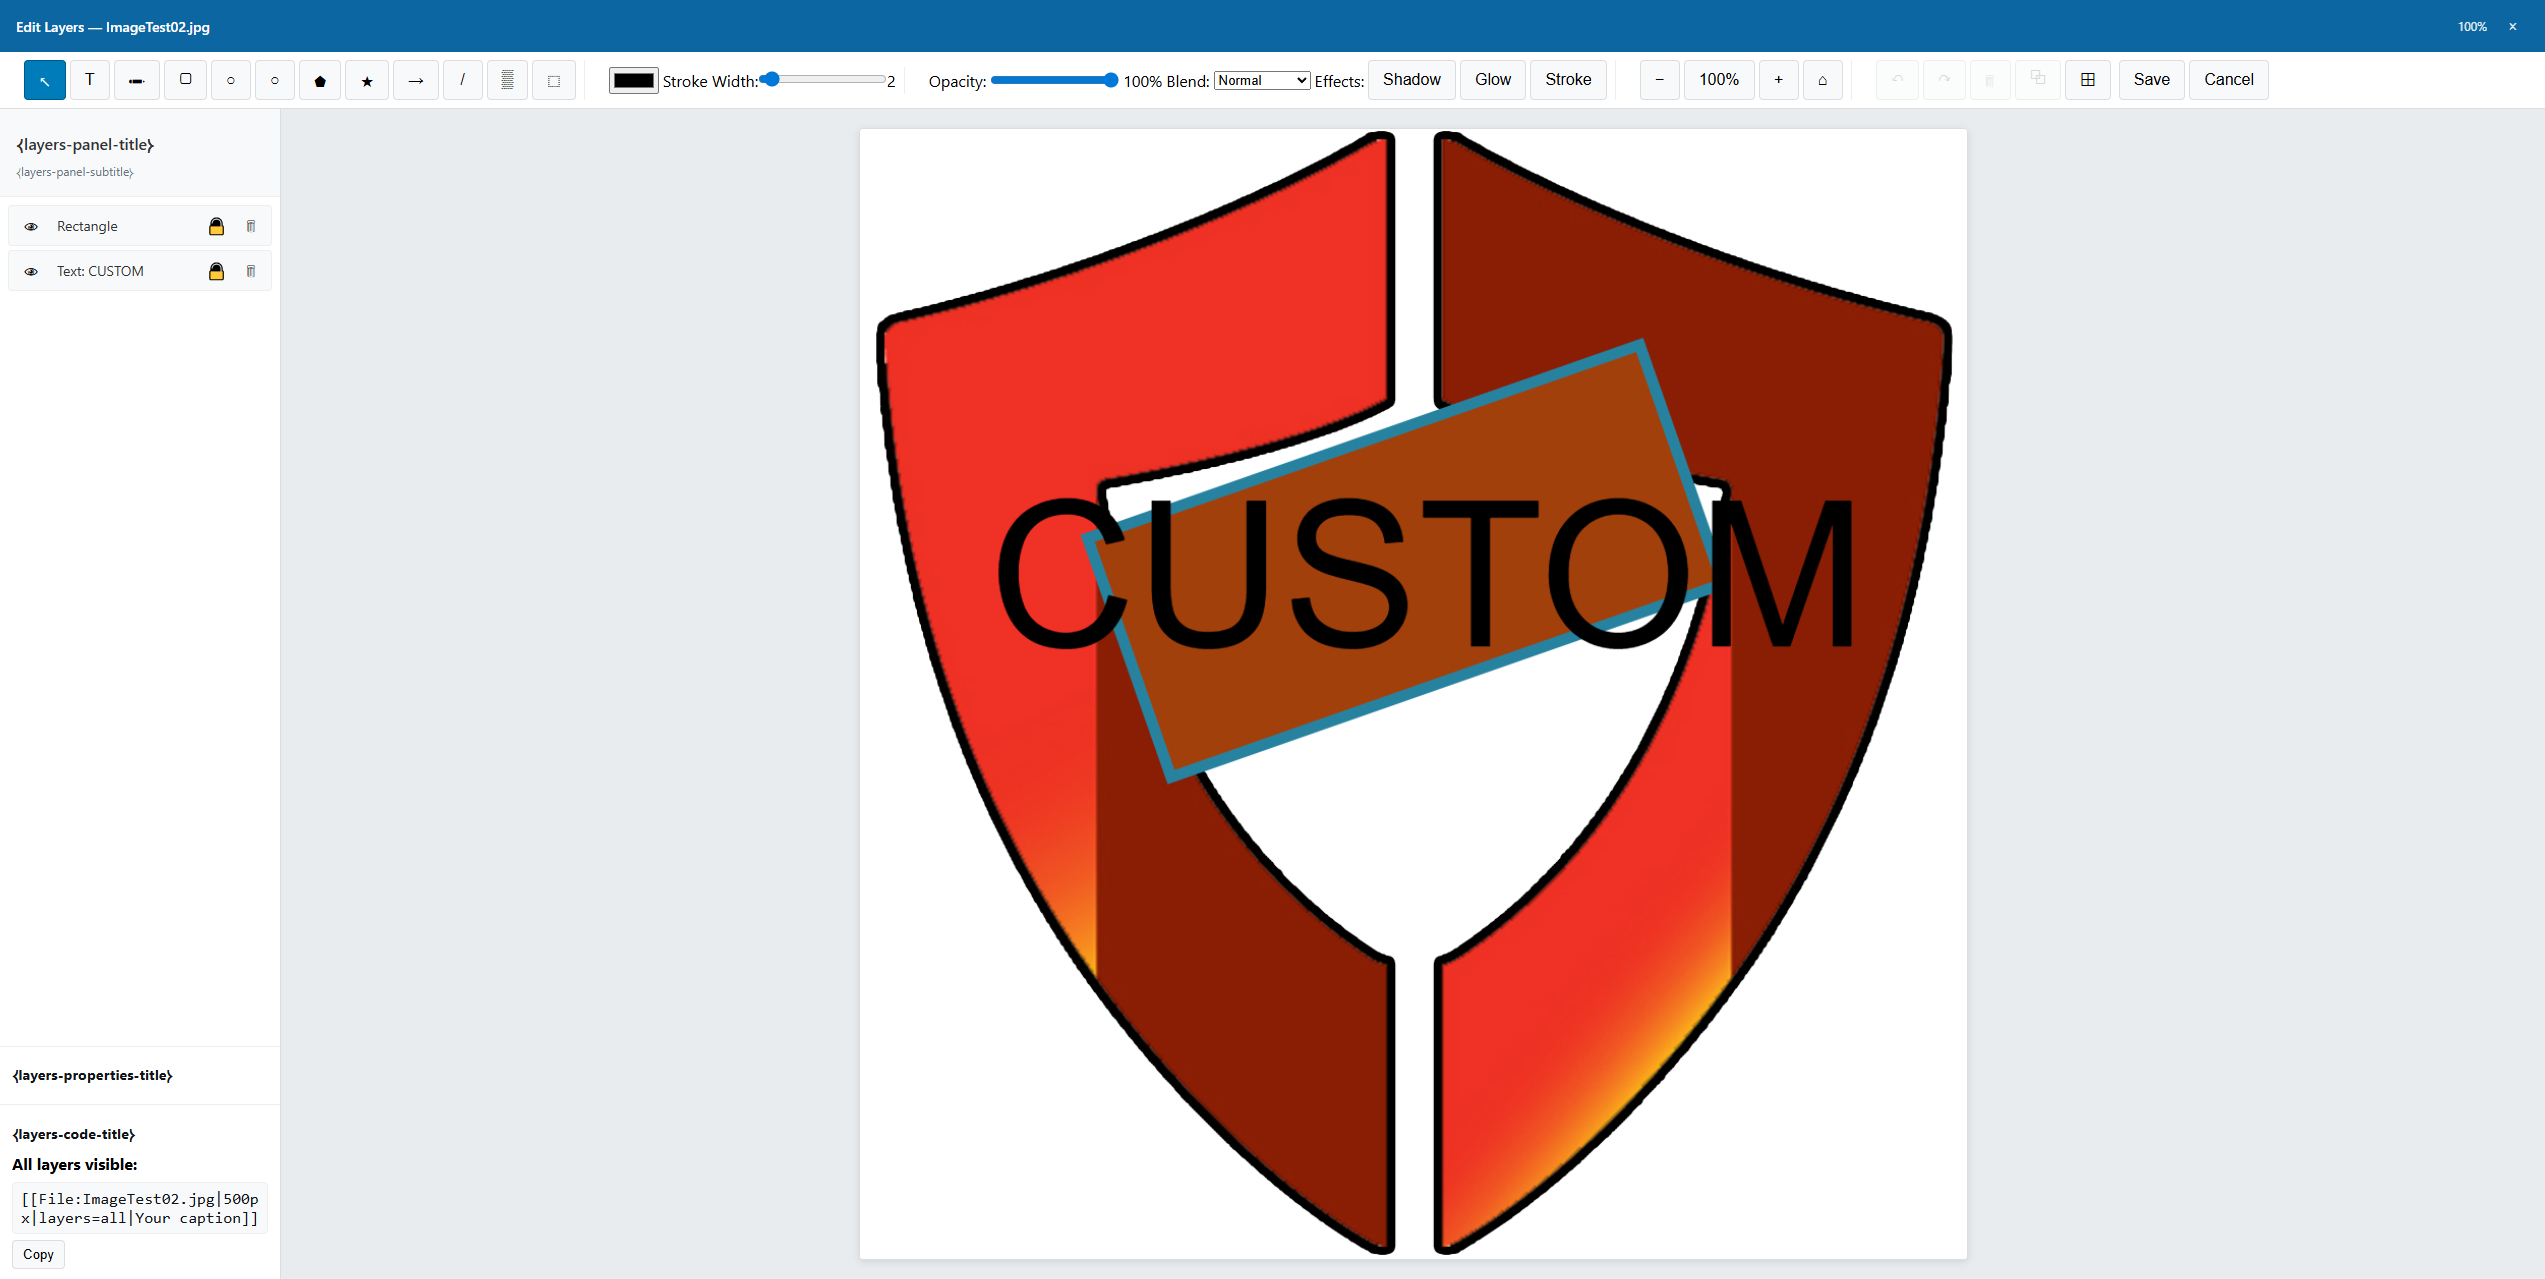 Edit Layers — ImageTest02.jpg
100% ×
T / Stroke Width: 2 Opacity: 100% Blend: Normal Effects: Shadow Glow Stroke − 100% + Save Cancel
{layers-panel-title}
{layers-panel-subtitle}
Rectangle
Text: CUSTOM
CUSTOM
{layers-properties-title}
{layers-code-title}
All layers visible:
[[File:ImageTest02.jpg|500p
x|layers=all|Your caption]]
Copy